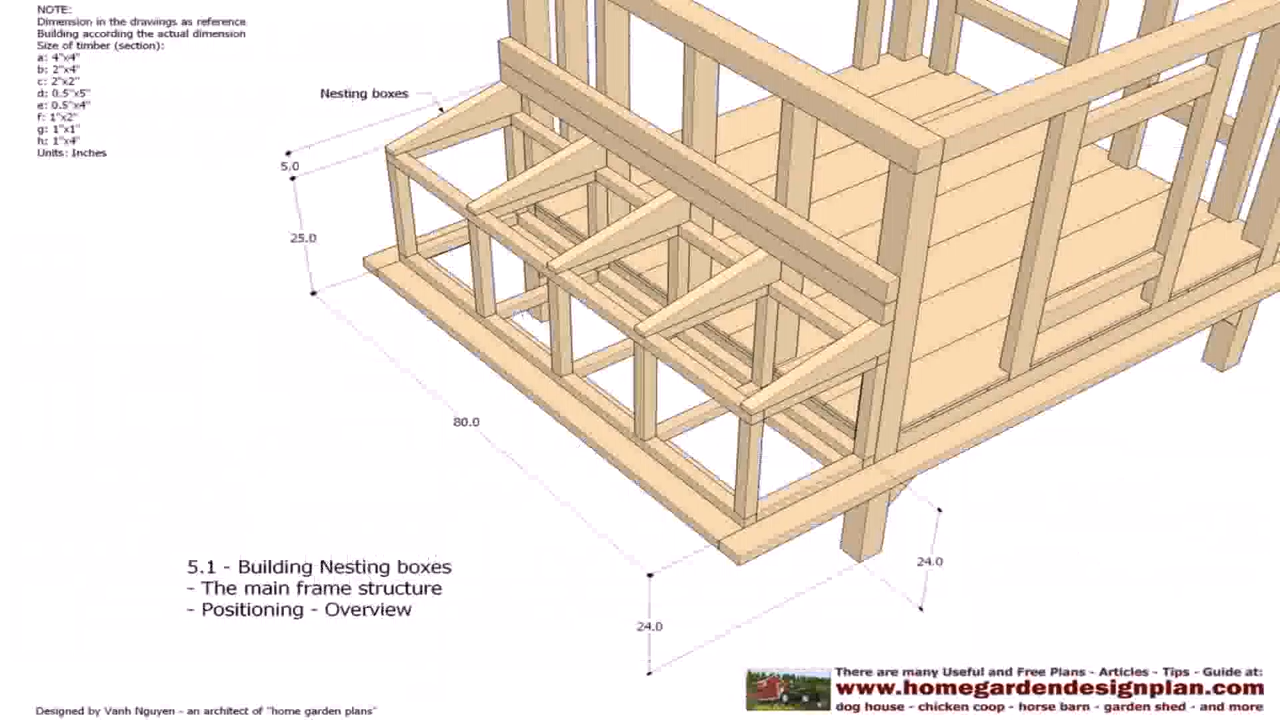 NOTE:
Dimension in the drawings as reference
Building according the actual dimension
Size of timber (section):
a: 4"x4"
b: 2"x4"
c: 2"x2"
d: 0.5"x5"
e: 0.5"x4"
f: 1"x2"
g: 1"x1"
h: 1"x4"
Units: Inches
Nesting boxes
5,0
25.0
80.0
24.0
24.0
5.1 - Building Nesting boxes
- The main frame structure
- Positioning - Overview
There are many Useful and Free Plans - Articles - Tips - Guide at:
www.homegardendesignplan.com
dog house - chicken coop - horse barn - garden shed - and more
Designed by Vanh Nguyen - an architect of "home garden plans"